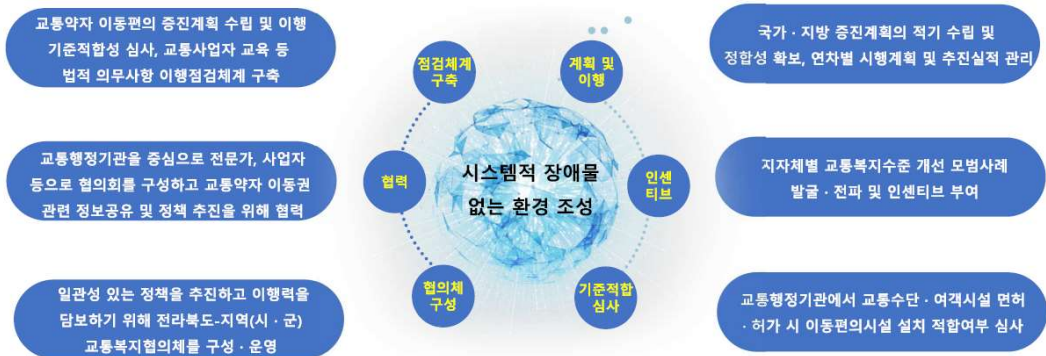 교통약자 이동편의 증진계획 수립 및 이행
기준적합성 심사, 교통사업자 교육 등
법적 의무사항 이행점검체계 구축
교통행정기관을 중심으로 전문가, 사업자
등으로 협의회를 구성하고 교통약자 이동권
관련 정보공유 및 정책 추진을 위해 협력
일관성 있는 정책을 추진하고 이행력을
담보하기 위해 전라북도-지역(시 · 군)
교통복지협의체를 구성 · 운영
점검체계
구축
협력
협의체
구성
시스템적 장애물
없는 환경 조성
계획 및
이행
인센
티브
기준적합
심사
국가 · 지방 증진계획의 적기 수립 및
정합성 확보, 연차별 시행계획 및 추진실적 관리
지자체별 교통복지수준 개선 모범사례
발굴 · 전파 및 인센티브 부여
교통행정기관에서 교통수단 · 여객시설 면허
· 허가 시 이동편의시설 설치 적합여부 심사